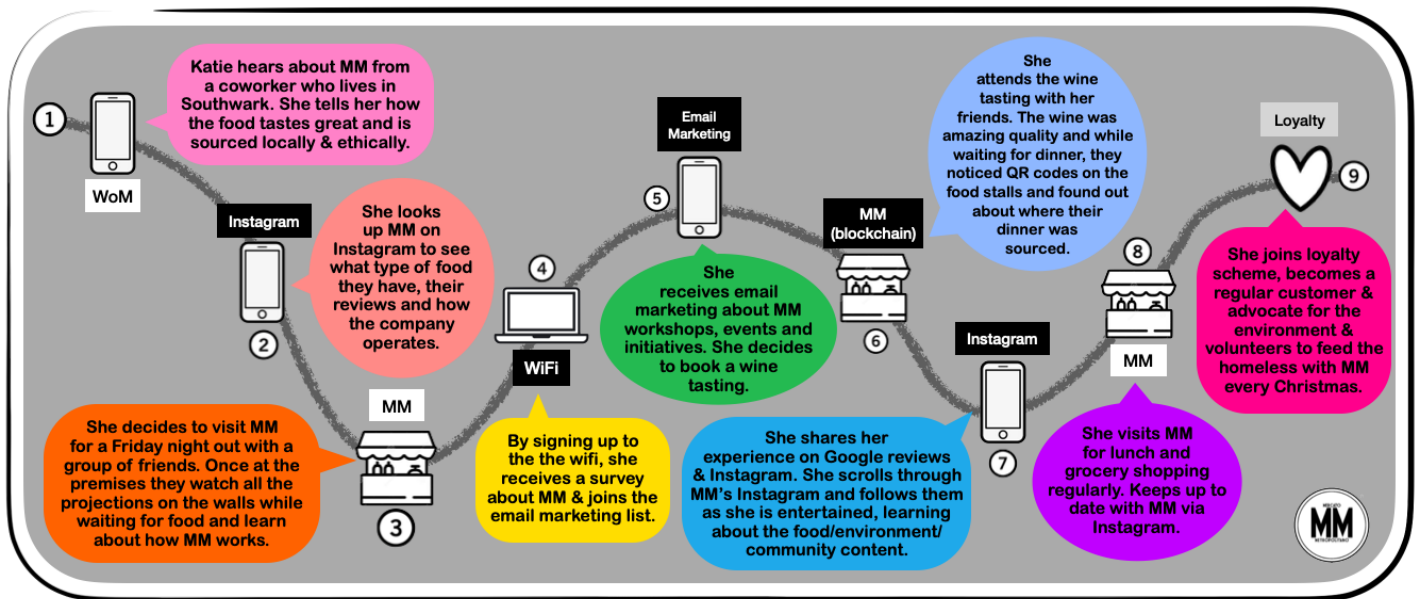 1
Katie hears about MM from
a coworker who lives in
Southwark. She tells her how
the food tastes great and is
sourced locally & ethically.
WoM
Instagram
2
She looks
up MM on
Instagram to see
what type of food
they have, their
reviews and how
the company
operates.
MM
3
She decides to visit MM
for a Friday night out with a
group of friends. Once at the
premises they watch all the
projections on the walls while
waiting for food and learn
about how MM works.
4
WiFi
By signing up to
the the wifi, she
receives a survey
about MM & joins the
email marketing list.
Email
Marketing
5
She
receives email
marketing about MM
workshops, events and
initiatives. She decides
to book a wine
tasting.
MM
(blockchain)
6
She
attends the wine
tasting with her
friends. The wine was
amazing quality and while
waiting for dinner, they
noticed QR codes on the
food stalls and found out
about where their
dinner was
sourced.
Instagram
7
She shares her
experience on Google reviews
& Instagram. She scrolls through
MM's Instagram and follows them
as she is entertained, learning
about the food/environment/
community content.
8
MM
She visits MM
for lunch and
grocery shopping
regularly. Keeps up to
date with MM via
Instagram.
Loyalty
9
She joins loyalty
scheme, becomes a
regular customer &
advocate for the
environment &
volunteers to feed the
homeless with MM
every Christmas.
MERCATO
MM
METROPOLITANO